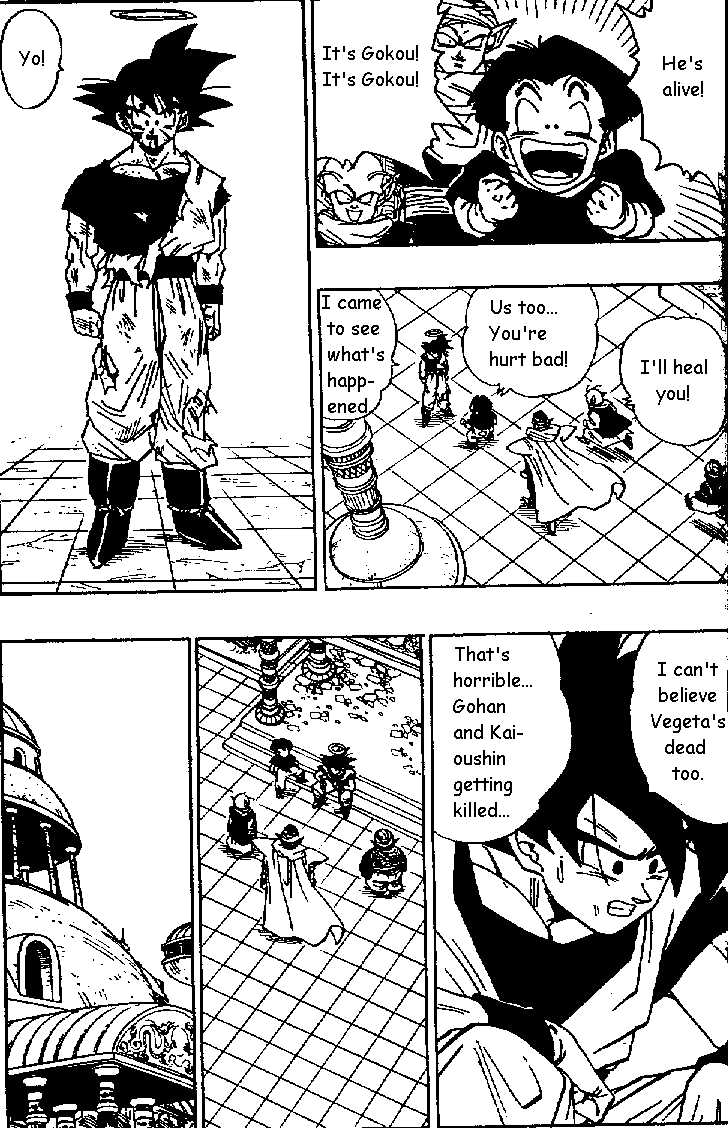 He's
alive!
It's Gokou!
It's Gokou!
Yo!
I'll heal
you!
Us too...
You're
hurt bad!
I came
to see
what's
happ-
ened
I can't
believe
Vegeta's
dead
too.
That's
horrible...
Gohan
and Kai-
oushin
getting
killed...